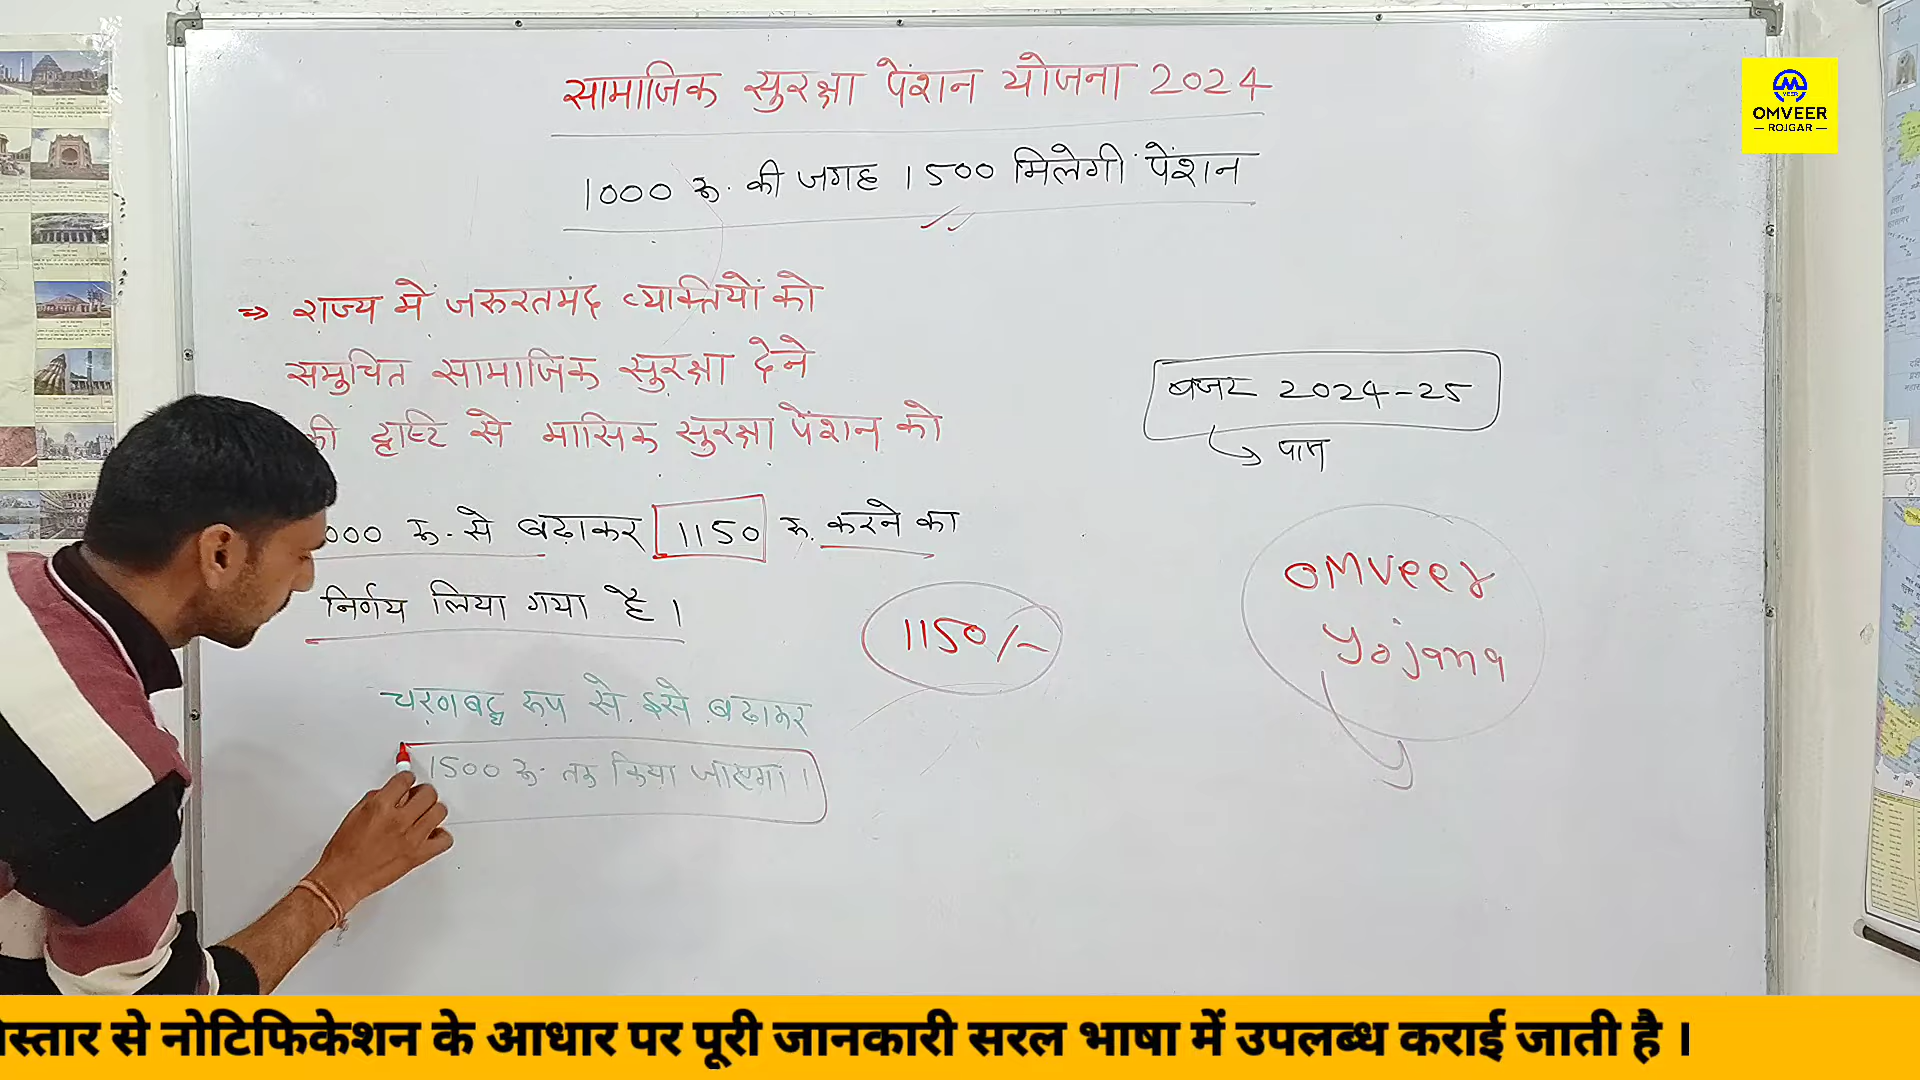 सामाजिक सुरक्षा पेंशन योजना 2024
1000 रू. की जगह 1500 मिलेगी पेंशन
⇒ राज्य में जरुरतमंद व्यक्तियों को
समुचित सामाजिक सुरक्षा देने
की दृष्टि से मासिक सुरक्षा पेंशन को
000 रू. से बढ़ाकर 1150 रू. करने का
निर्णय लिया गया है।
चरणबद्ध रूप से इसे बढ़ाकर
1500 रू. तक किया जाएगा।
1150/-
बजट 2024-25
Omveer
Yojana
OMVEER
ROJGAR
VEER
स्तार से नोटिफिकेशन के आधार पर पूरी जानकारी सरल भाषा में उपलब्ध कराई जाती है ।